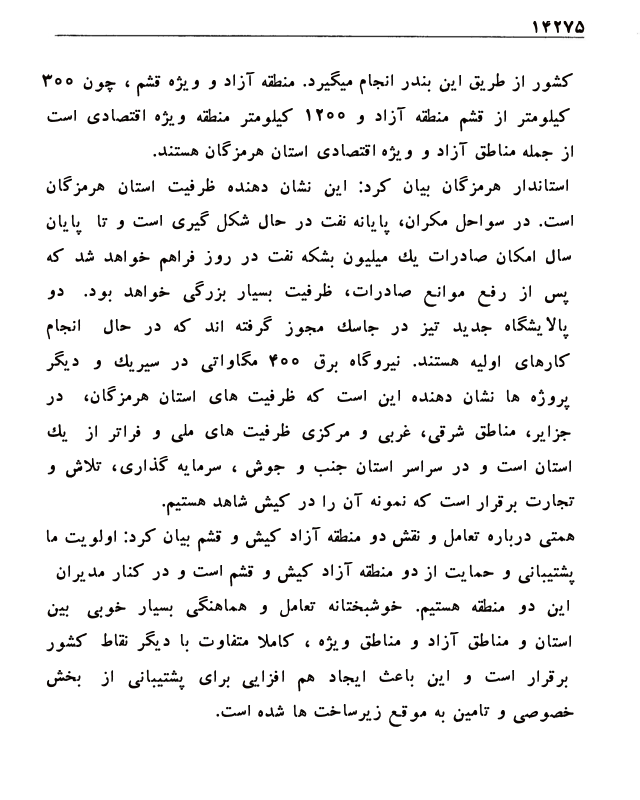 ۱۴۲۷۵
کشور از طریق این بندر انجام میگیرد. منطقه آزاد و ویژه قشم ، چون ۳۰۰
کیلومتر از قشم منطقه آزاد و ۱۲۰۰ کیلومتر منطقه ویژه اقتصادی است
از جمله مناطق آزاد و ویژه اقتصادی استان هرمزگان هستند.
استاندار هرمزگان بیان کرد: این نشان دهنده ظرفیت استان هرمزگان
است. در سواحل مکران، پایانه نفت در حال شکل گیری است و تا پایان
سال امکان صادرات یك میلیون بشکه نفت در روز فراهم خواهد شد که
پس از رفع موانع صادرات، ظرفیت بسیار بزرگی خواهد بود. دو
پالایشگاه جدید تیز در جاسك مجوز گرفته اند که در حال انجام
کارهای اولیه هستند. نیروگاه برق ۴۰۰ مگاواتی در سیریك و دیگر
پروژه ها نشان دهنده این است که ظرفیت های استان هرمزگان، در
جزایر، مناطق شرقی، غربی و مرکزی ظرفیت های ملی و فراتر از یك
استان است و در سراسر استان جنب و جوش ، سرمایه گذاری، تلاش و
تجارت برقرار است که نمونه آن را در کیش شاهد هستیم.
همتی درباره تعامل و نقش دو منطقه آزاد کیش و قشم بیان کرد: اولویت ما
پشتیبانی و حمایت از دو منطقه آزاد کیش و قشم است و در کنار مدیران
این دو منطقه هستیم. خوشبختانه تعامل و هماهنگی بسیار خوبی بین
استان و مناطق آزاد و مناطق ویژه ، کاملا متفاوت با دیگر نقاط کشور
برقرار است و این باعث ایجاد هم افزایی برای پشتیبانی از بخش
خصوصی و تامین به موقع زیرساخت ها شده است.